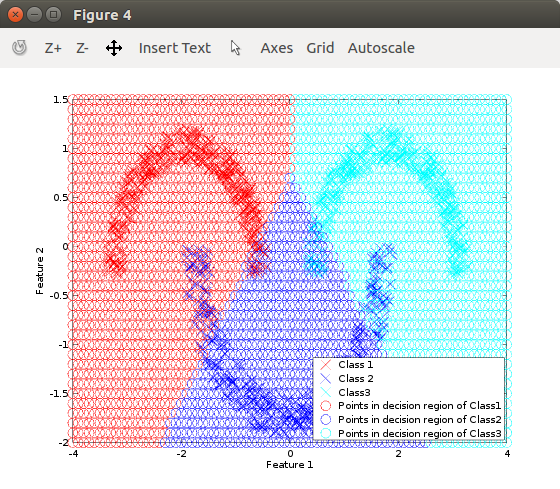 Figure 4
Z+ Z- Insert Text Axes Grid Autoscale
1.5
1
0.5
0
-0.5
-1
-1.5
-2
Feature 2
-4 -2 0 2 4
Feature 1
Class 1
Class 2
Class3
Points in decision region of Class1
Points in decision region of Class2
Points in decision region of Class3